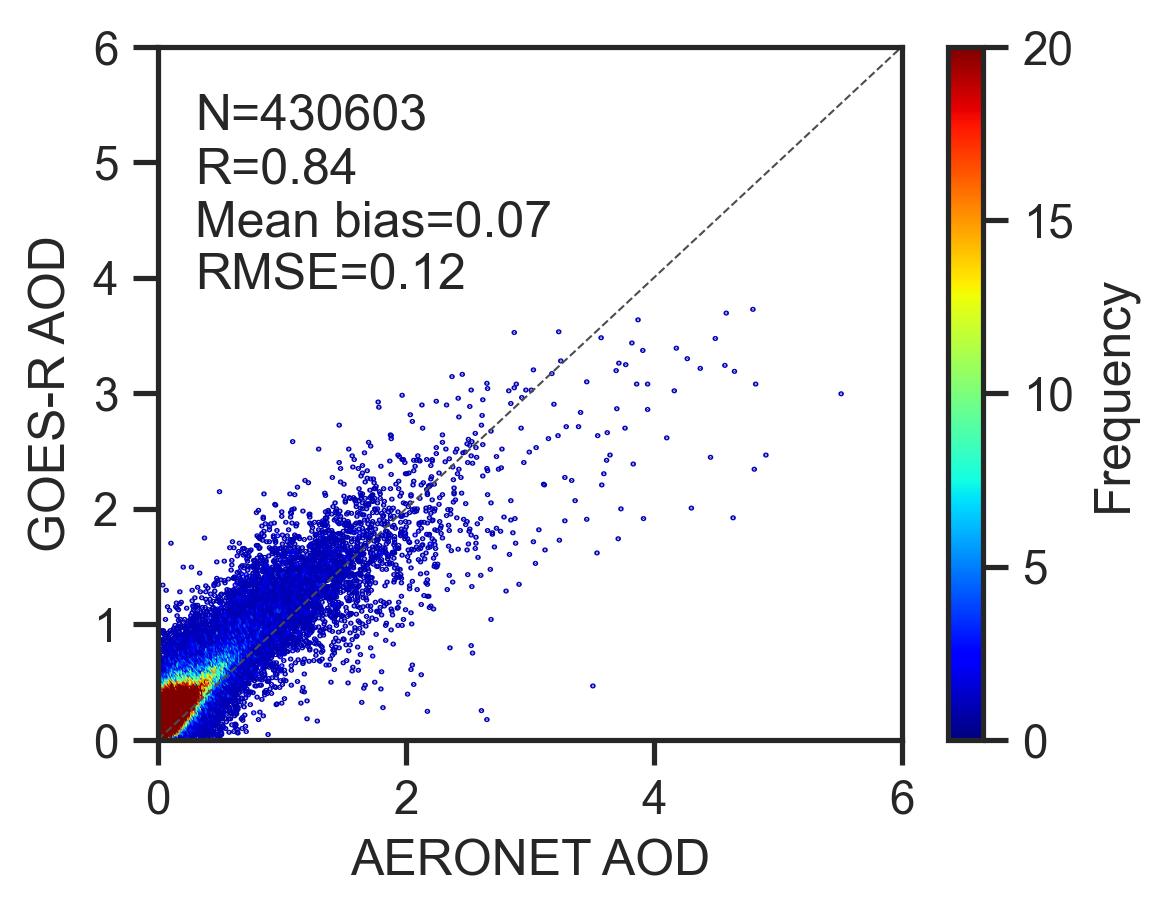 N=430603
R=0.84
Mean bias=0.07
RMSE=0.12
GOES-R AOD
6
5
4
3
2
1
0
0
2
4
6
AERONET AOD
20
15
10
5
0
Frequency